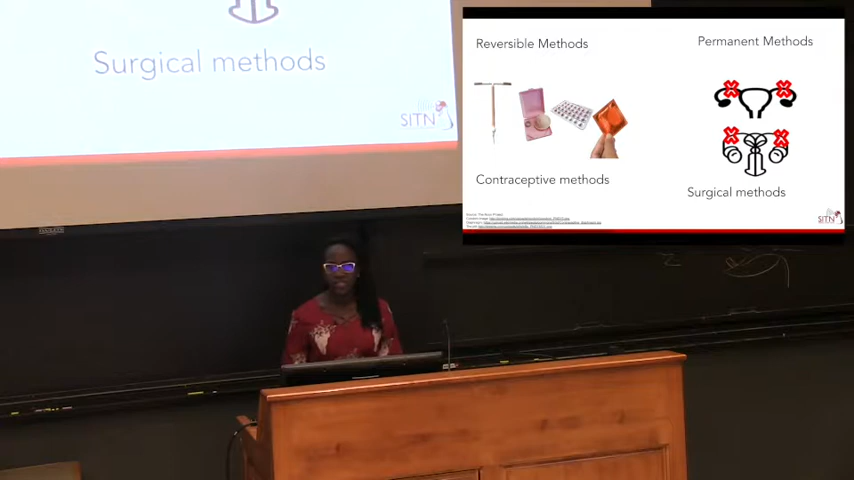 Surgical methods
SITN
Reversible Methods
Permanent Methods
Contraceptive methods
Surgical methods
SITN